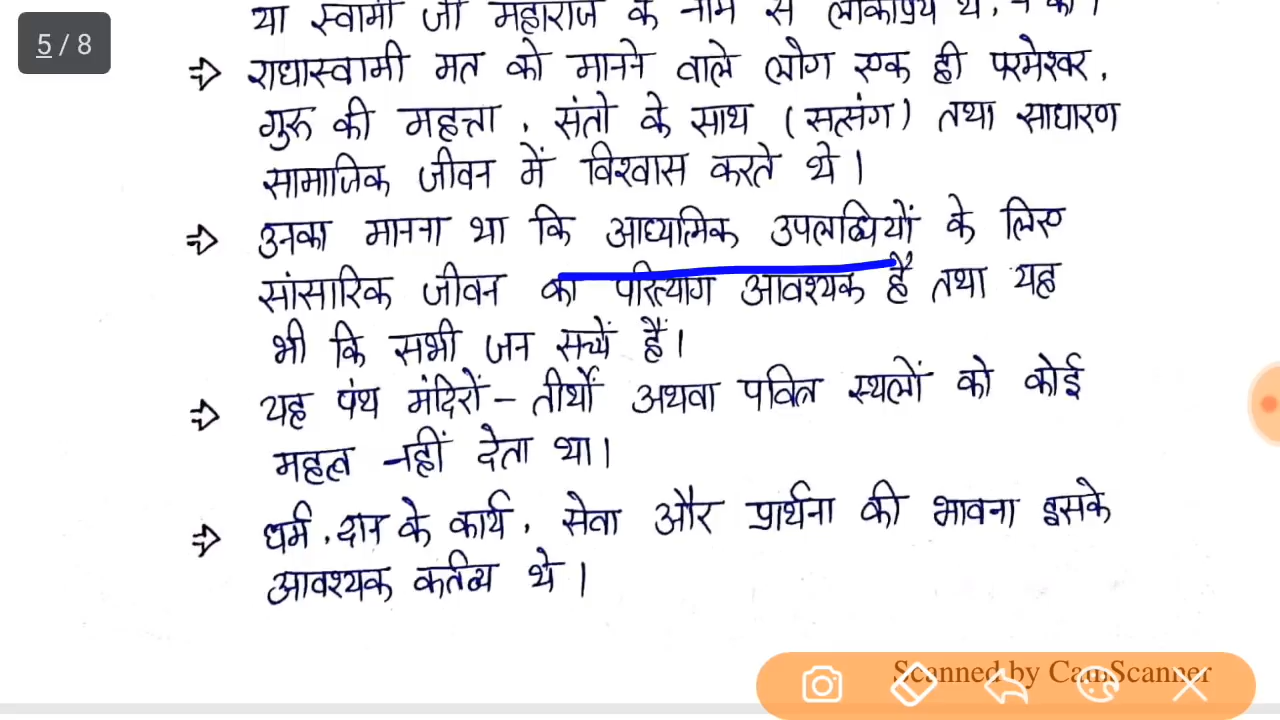 5 / 8
या स्वामी जी महाराज के नाम से लोकप्रिय थे, ने की।
⇒ राधास्वामी मत को मानने वाले लोग एक ही परमेश्वर,
गुरु की महत्ता, संतो के साथ (सत्संग) तथा साधारण
सामाजिक जीवन में विश्वास करते थे।
⇒ उनका मानना था कि आध्यात्मिक उपलब्धियों के लिए
सांसारिक जीवन का परित्याग आवश्यक है तथा यह
भी कि सभी जन सच्चें हैं।
⇒ यह पंथ मंदिरों - तीर्थों अथवा पवित्र स्थलों को कोई
महत्व नहीं देता था।
⇒ धर्म, दान के कार्य, सेवा और प्रार्थना की भावना इसके
आवश्यक कर्तव्य थे।
Scanned by CamScanner